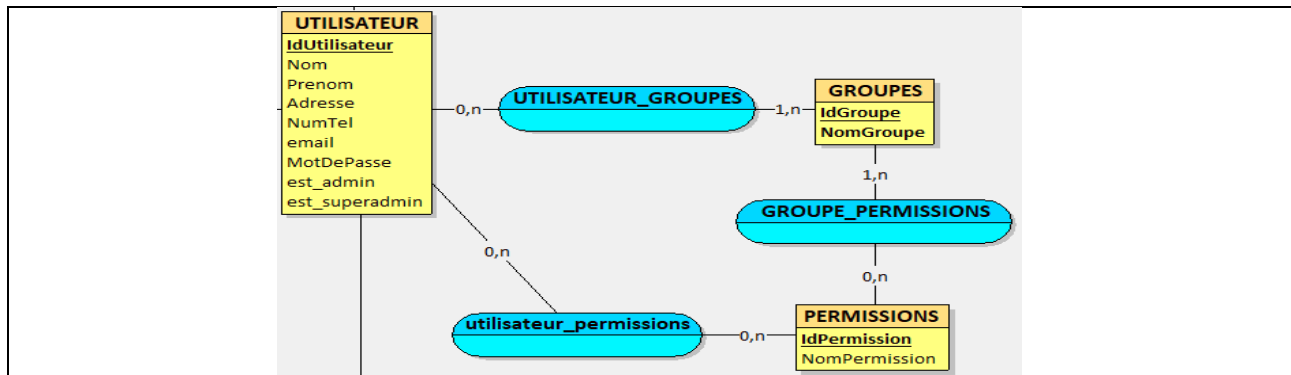 UTILISATEUR
IdUtilisateur
Nom
Prenom
Adresse
NumTel
email
MotDePasse
est_admin
est_superadmin
0,n
UTILISATEUR_GROUPES
1,n
GROUPES
IdGroupe
NomGroupe
1,n
GROUPE_PERMISSIONS
0,n
0,n
utilisateur_permissions
0,n
PERMISSIONS
IdPermission
NomPermission